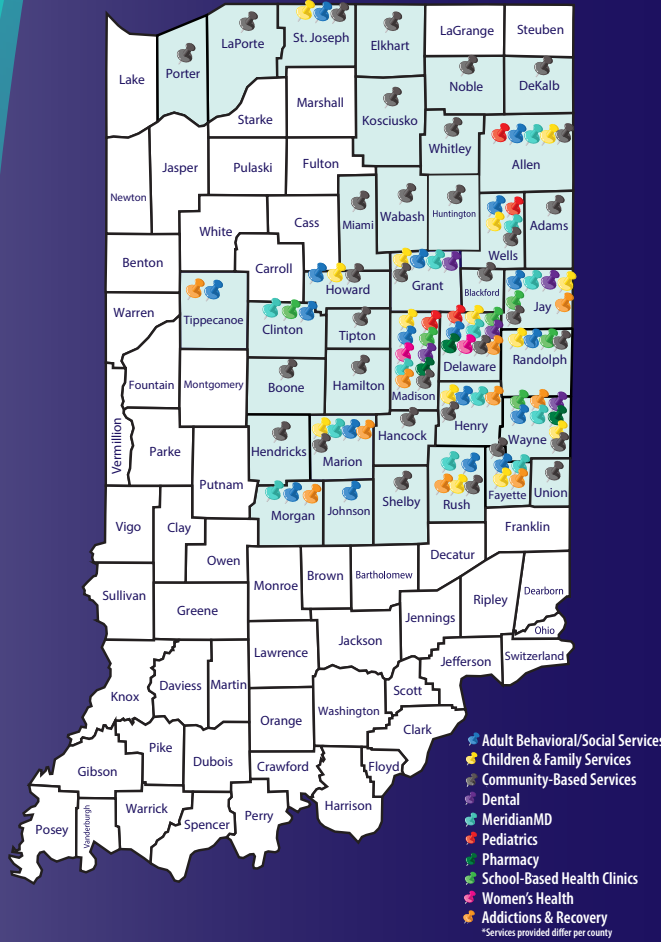 LaGrange
Steuben
St. Joseph
Elkhart
LaPorte
Porter
Lake
Noble
DeKalb
Marshall
Starke
Kosciusko
Whitley
Allen
Fulton
Pulaski
Jasper
Newton
Miami
Wabash
Huntington
Wells
Adams
Cass
White
Benton
Carroll
Howard
Grant
Blackford
Jay
Warren
Tippecanoe
Clinton
Tipton
Delaware
Randolph
Fountain
Montgomery
Boone
Hamilton
Madison
Henry
Wayne
Vermillion
Parke
Hendricks
Marion
Hancock
Putnam
Morgan
Johnson
Shelby
Rush
Fayette
Union
Vigo
Clay
Franklin
Owen
Decatur
Sullivan
Monroe
Brown
Bartholomew
Greene
Ripley
Dearborn
Jennings
Ohio
Lawrence
Jackson
Jefferson
Switzerland
Knox
Daviess
Martin
Scott
Washington
Orange
Clark
Pike
Gibson
Dubois
Crawford
Floyd
Harrison
Posey
Vanderburgh
Warrick
Spencer
Perry
Adult Behavioral/Social Services
Children & Family Services
Community-Based Services
Dental
MeridianMD
Pediatrics
Pharmacy
School-Based Health Clinics
Women's Health
Addictions & Recovery
*Services provided differ per county